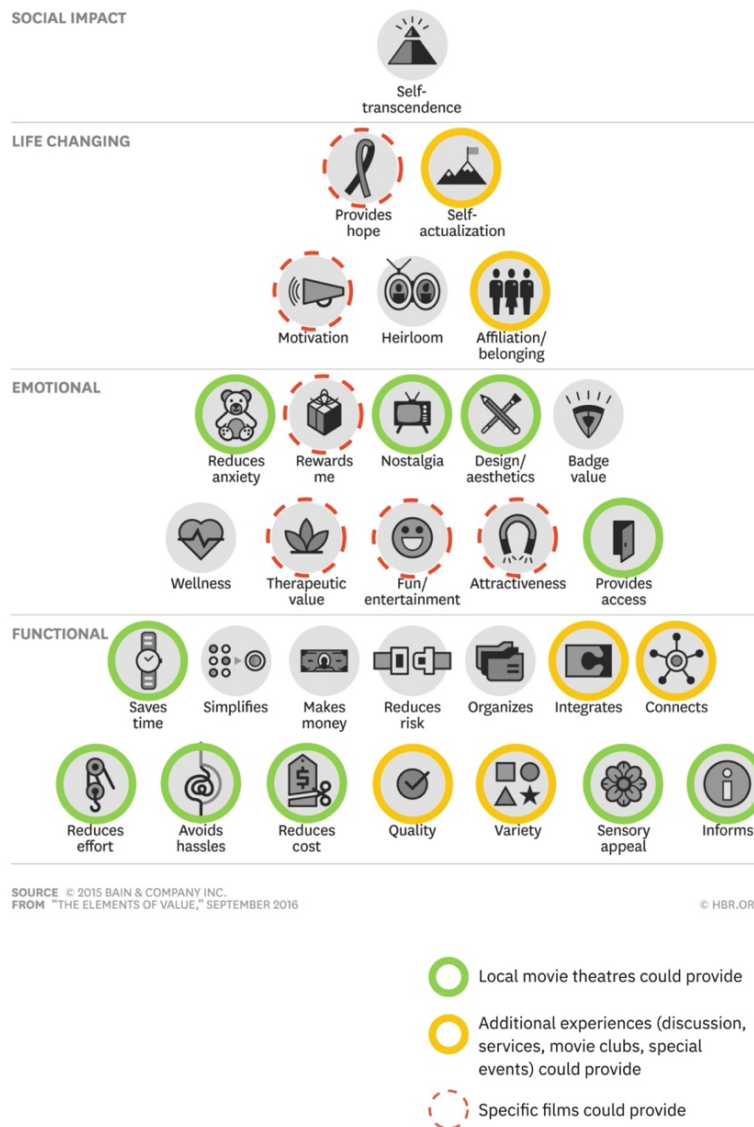 SOCIAL IMPACT
Self-
transcendence
LIFE CHANGING
Provides
hope
Self-
actualization
Motivation
Heirloom
Affiliation/
belonging
EMOTIONAL
Reduces
anxiety
Rewards
me
Nostalgia
Design/
aesthetics
Badge
value
Wellness
Therapeutic
value
Fun/
entertainment
Attractiveness
Provides
access
FUNCTIONAL
Saves
time
Simplifies
Makes
money
Reduces
risk
Organizes
Integrates
Connects
Reduces
effort
Avoids
hassles
$
Reduces
cost
Quality
Variety
Sensory
appeal
i
Informs
SOURCE © 2015 BAIN & COMPANY INC.
FROM “THE ELEMENTS OF VALUE,” SEPTEMBER 2016
© HBR.OR
Local movie theatres could provide
Additional experiences (discussion,
services, movie clubs, special
events) could provide
Specific films could provide